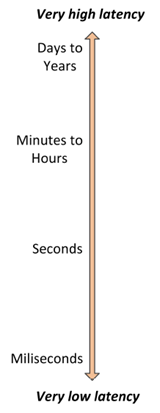 Very high latency
Days to
Years
Minutes to
Hours
Seconds
Miliseconds
Very low latency